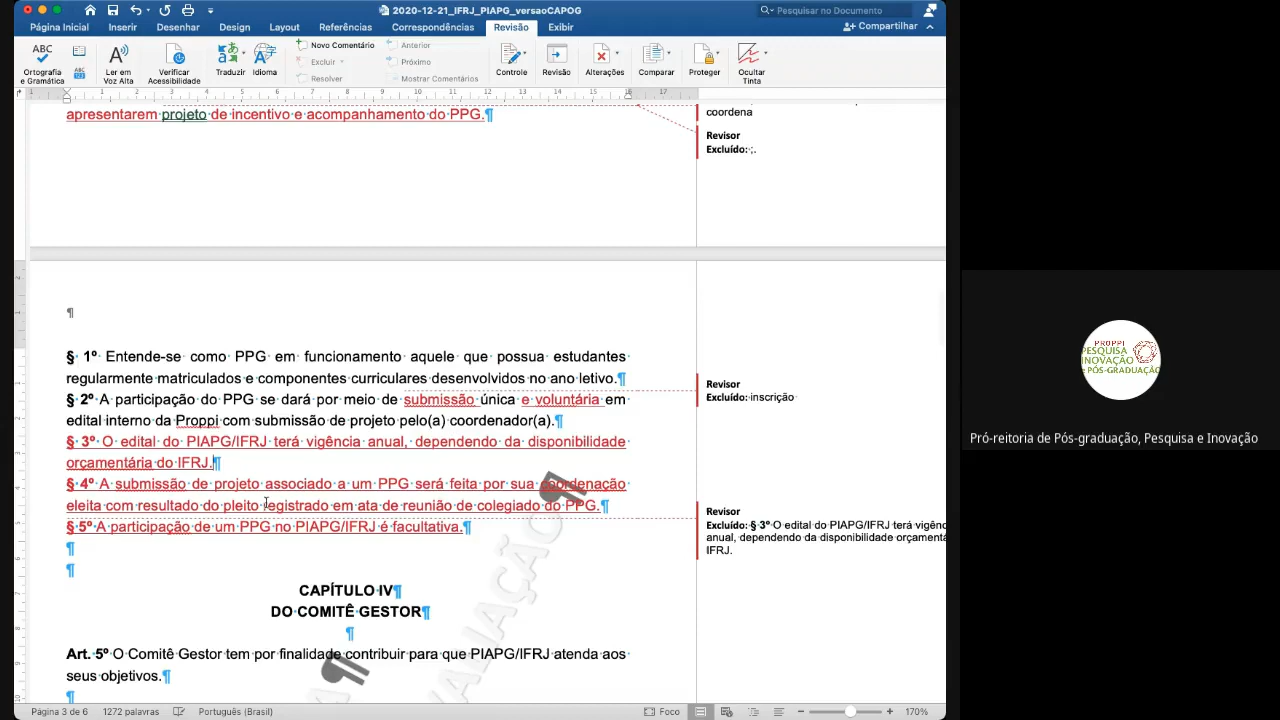 2020-12-21_IFRJ_PIAPG_versaoCAPOG
Pesquisar no Documento
Página Inicial Inserir Desenhar Design Layout Referências Correspondências Revisão Exibir
Compartilhar
Ortografia e Gramática
Ler em Voz Alta
Verificar Acessibilidade
Traduzir
Idioma
Novo Comentário
Excluir
Resolver
Anterior
Próximo
Mostrar Comentários
Controle
Revisão
Alterações
Comparar
Proteger
Ocultar Tinta
apresentarem projeto de incentivo e acompanhamento do PPG.¶
coordena
Revisor
Excluído: ;.
¶
§ 1º Entende-se como PPG em funcionamento aquele que possua estudantes
regularmente matriculados e componentes curriculares desenvolvidos no ano letivo.¶
§ 2º A participação do PPG se dará por meio de submissão única e voluntária em
edital interno da Proppi com submissão de projeto pelo(a) coordenador(a).¶
§ 3º O edital do PIAPG/IFRJ terá vigência anual, dependendo da disponibilidade
orçamentária do IFRJ.¶
§ 4º A submissão de projeto associado a um PPG será feita por sua coordenação
eleita com resultado do pleito registrado em ata de reunião de colegiado do PPG.¶
§ 5º A participação de um PPG no PIAPG/IFRJ é facultativa.¶
¶
¶
CAPÍTULO IV¶
DO COMITÊ GESTOR¶
¶
Art. 5º O Comitê Gestor tem por finalidade contribuir para que PIAPG/IFRJ atenda aos
seus objetivos.¶
¶
Revisor
Excluído: inscrição
Revisor
Excluído: § 3º O edital do PIAPG/IFRJ terá vigênc
anual, dependendo da disponibilidade orçamentá
IFRJ.
VALIAÇÃO¶
Página 3 de 6 1272 palavras Português (Brasil) Foco 170%
PROPPI
PESQUISA
INOVAÇÃO
e PÓS-GRADUAÇÃO
Pró-reitoria de Pós-graduação, Pesquisa e Inovação